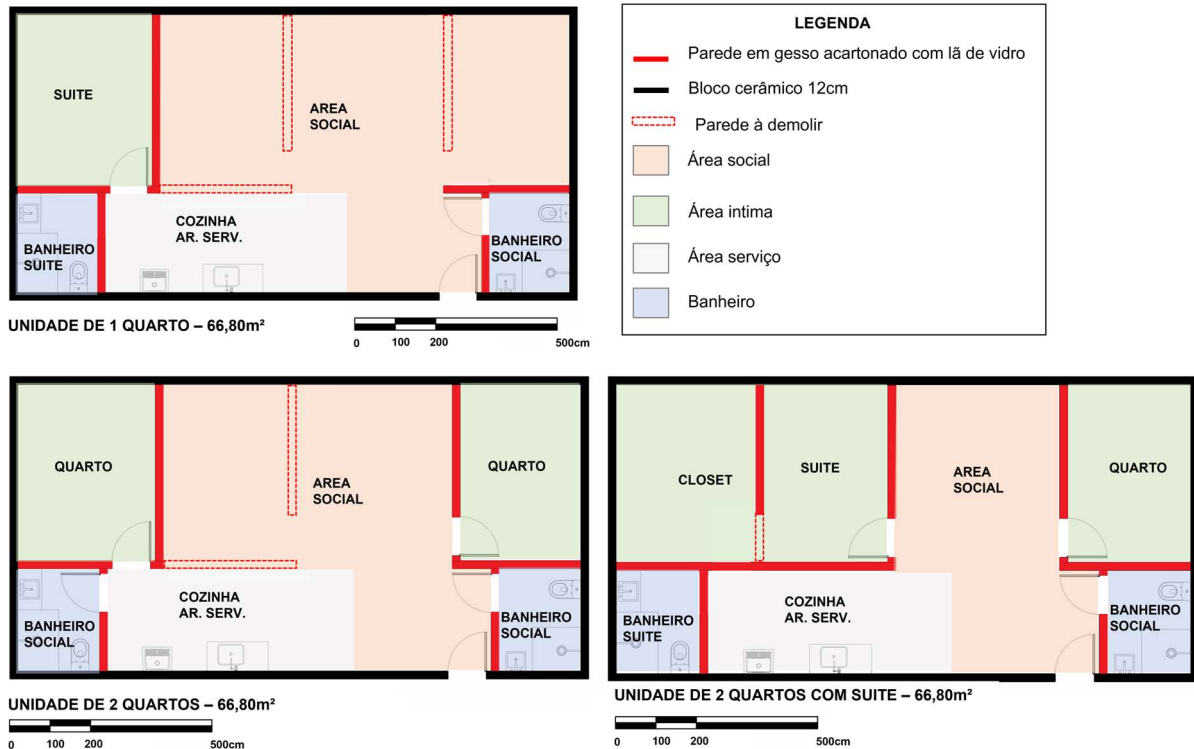 SUITE
AREA
SOCIAL
COZINHA
AR. SERV.
BANHEIRO
SUITE
BANHEIRO
SOCIAL
UNIDADE DE 1 QUARTO – 66,80m²
0 100 200 500cm
LEGENDA
Parede em gesso acartonado com lã de vidro
Bloco cerâmico 12cm
Parede à demolir
Área social
Área intima
Área serviço
Banheiro
QUARTO
AREA
SOCIAL
QUARTO
COZINHA
AR. SERV.
BANHEIRO
SOCIAL
BANHEIRO
SOCIAL
UNIDADE DE 2 QUARTOS – 66,80m²
0 100 200 500cm
CLOSET
SUITE
AREA
SOCIAL
QUARTO
BANHEIRO
SUITE
COZINHA
AR. SERV.
BANHEIRO
SOCIAL
UNIDADE DE 2 QUARTOS COM SUITE – 66,80m²
0 100 200 500cm